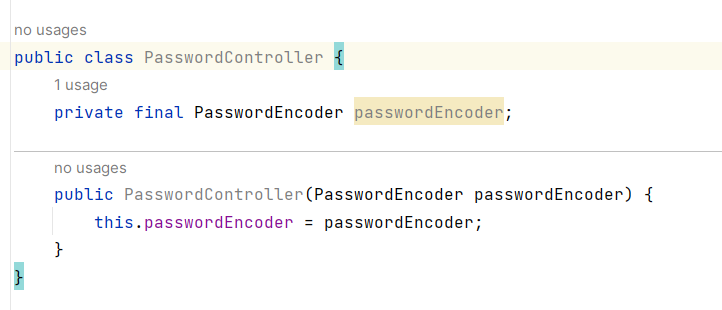 no usages
public class PasswordController {
1 usage
private final PasswordEncoder passwordEncoder;
no usages
public PasswordController(PasswordEncoder passwordEncoder) {
this.passwordEncoder = passwordEncoder;
}
}